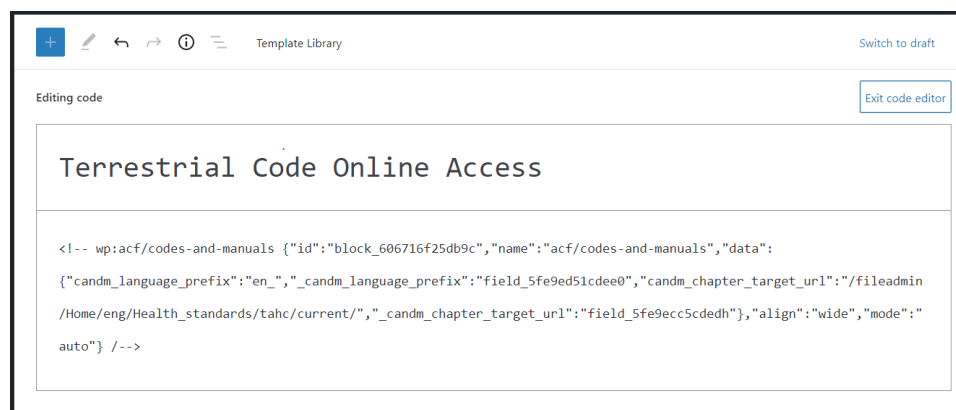 Template Library
Switch to draft
Editing code
Exit code editor
Terrestrial Code Online Access
<!-- wp:acf/codes-and-manuals {"id":"block_606716f25db9c","name":"acf/codes-and-manuals","data":
{"candm_language_prefix":"en_","_candm_language_prefix":"field_5fe9ed51cdee0","candm_chapter_target_url":"/fileadmin
/Home/eng/Health_standards/tahc/current/","_candm_chapter_target_url":"field_5fe9ecc5cdedh"},"align":"wide","mode":"
auto"} /-->